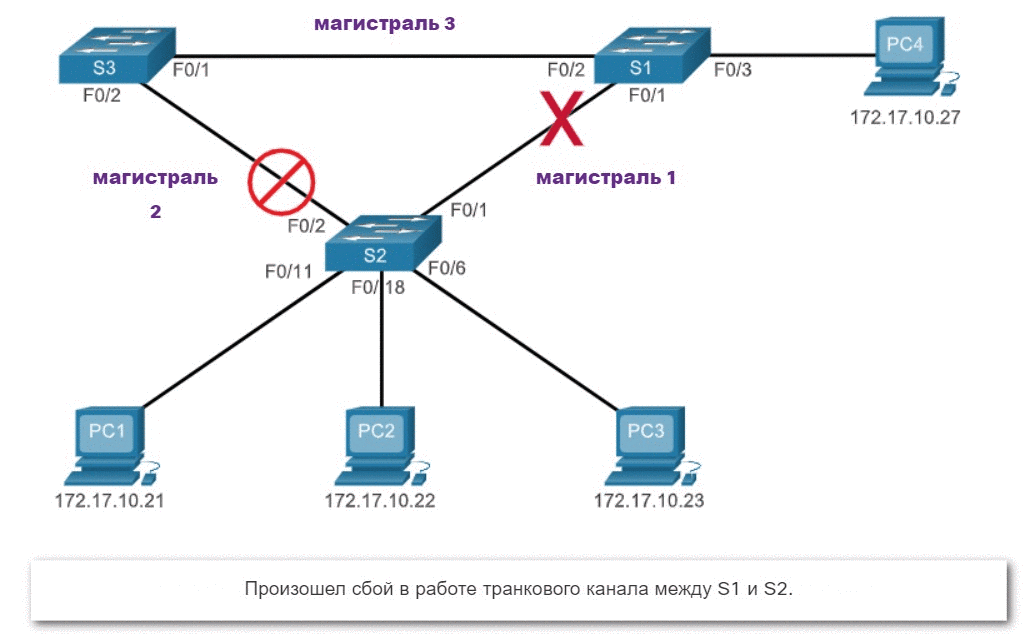 магистраль 3
S3
F0/1
F0/2
S1
F0/3
PC4
F0/2
F0/1
172.17.10.27
магистраль
2
магистраль 1
F0/2
F0/1
S2
F0/11
F0/18
F0/6
PC1
PC2
PC3
172.17.10.21
172.17.10.22
172.17.10.23
Произошел сбой в работе транкового канала между S1 и S2.